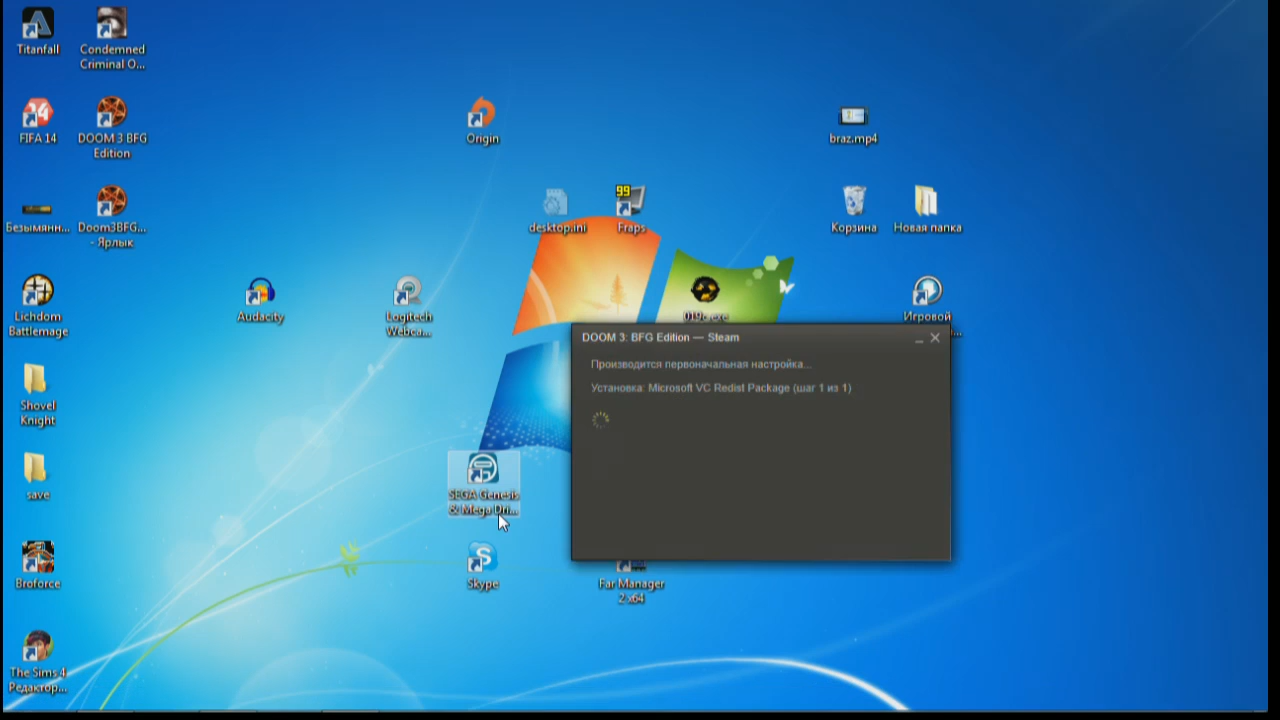 Titanfall
Condemned
Criminal O...
FIFA 14
DOOM 3 BFG
Edition
Origin
braz.mp4
Безымянн...
Doom3BFG...
- Ярлык
desktop.ini
99
Fraps
Корзина
Новая папка
Lichdom
Battlemage
Audacity
Logitech
Webca...
019c.exe
Игровой
DOOM 3: BFG Edition — Steam
Производится первоначальная настройка...
Установка: Microsoft VC Redist Package (шаг 1 из 1)
Shovel
Knight
save
SEGA Genesis
& Mega Dri...
Broforce
Skype
Far Manager
2 x64
The Sims 4
Редактор...